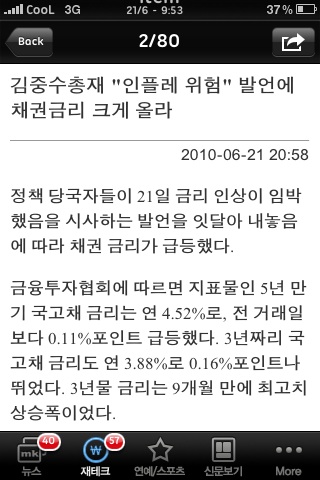 CooL 3G 21/6 - 9:53 37%
Back 2/80
김중수총재 "인플레 위험" 발언에
채권금리 크게 올라
2010-06-21 20:58
정책 당국자들이 21일 금리 인상이 임박
했음을 시사하는 발언을 잇달아 내놓음
에 따라 채권 금리가 급등했다.
금융투자협회에 따르면 지표물인 5년 만
기 국고채 금리는 연 4.52%로, 전 거래일
보다 0.11%포인트 급등했다. 3년짜리 국
고채 금리도 연 3.88%로 0.16%포인트나
뛰었다. 3년물 금리는 9개월 만에 최고치
상승폭이었다.
mk 40 57
뉴스 재테크 연예/스포츠 신문보기 More